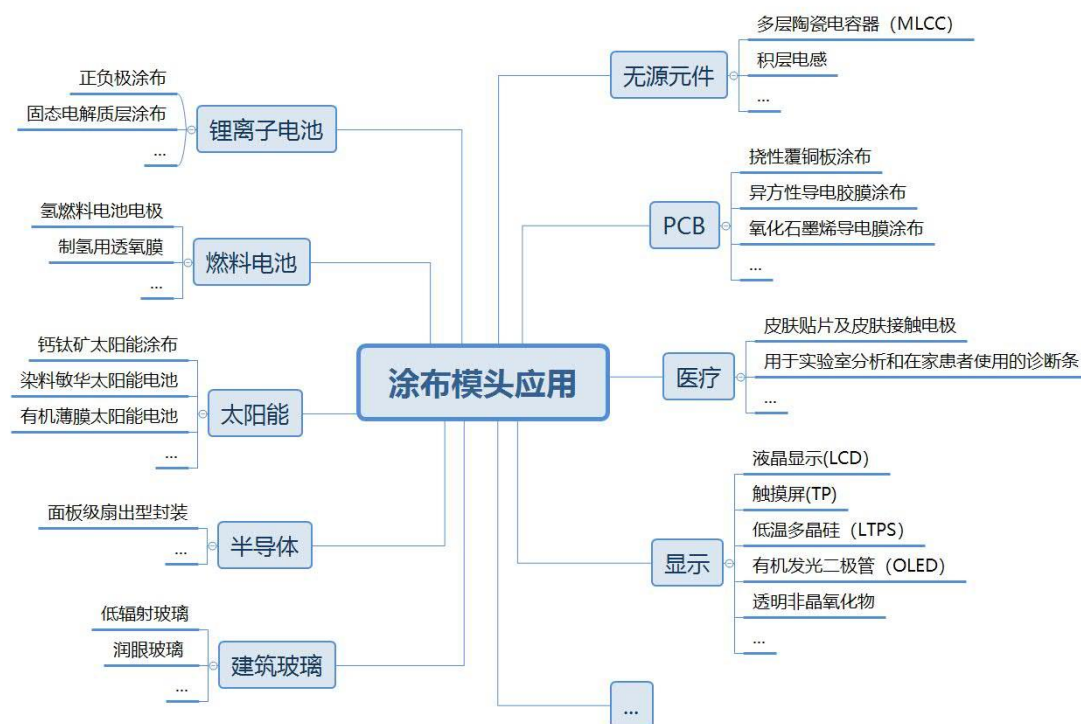 涂布模头应用
锂离子电池
正负极涂布
固态电解质层涂布
...
燃料电池
氢燃料电池电极
制氢用透氧膜
...
太阳能
钙钛矿太阳能涂布
染料敏华太阳能电池
有机薄膜太阳能电池
...
半导体
面板级扇出型封装
...
建筑玻璃
低辐射玻璃
润眼玻璃
...
无源元件
多层陶瓷电容器（MLCC）
积层电感
...
PCB
挠性覆铜板涂布
异方性导电胶膜涂布
氧化石墨烯导电膜涂布
...
医疗
皮肤贴片及皮肤接触电极
用于实验室分析和在家患者使用的诊断条
...
显示
液晶显示(LCD)
触摸屏(TP)
低温多晶硅（LTPS）
有机发光二极管（OLED）
透明非晶氧化物
...
...